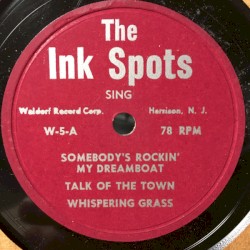 The
Ink Spots
SING
Waldorf Record Corp. Harrison, N. J.
W-5-A 78 RPM
SOMEBODY'S ROCKIN'
MY DREAMBOAT
TALK OF THE TOWN
WHISPERING GRASS